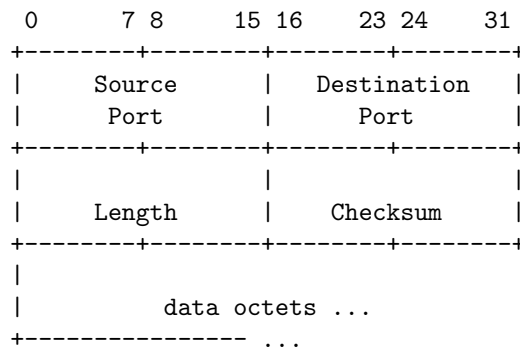 0      7 8     15 16    23 24    31
+--------+--------+--------+--------+
|     Source      |   Destination   |
|      Port       |      Port       |
+--------+--------+--------+--------+
|                 |                 |
|     Length      |    Checksum     |
+--------+--------+--------+--------+
|
|          data octets ...
+---------------- ...